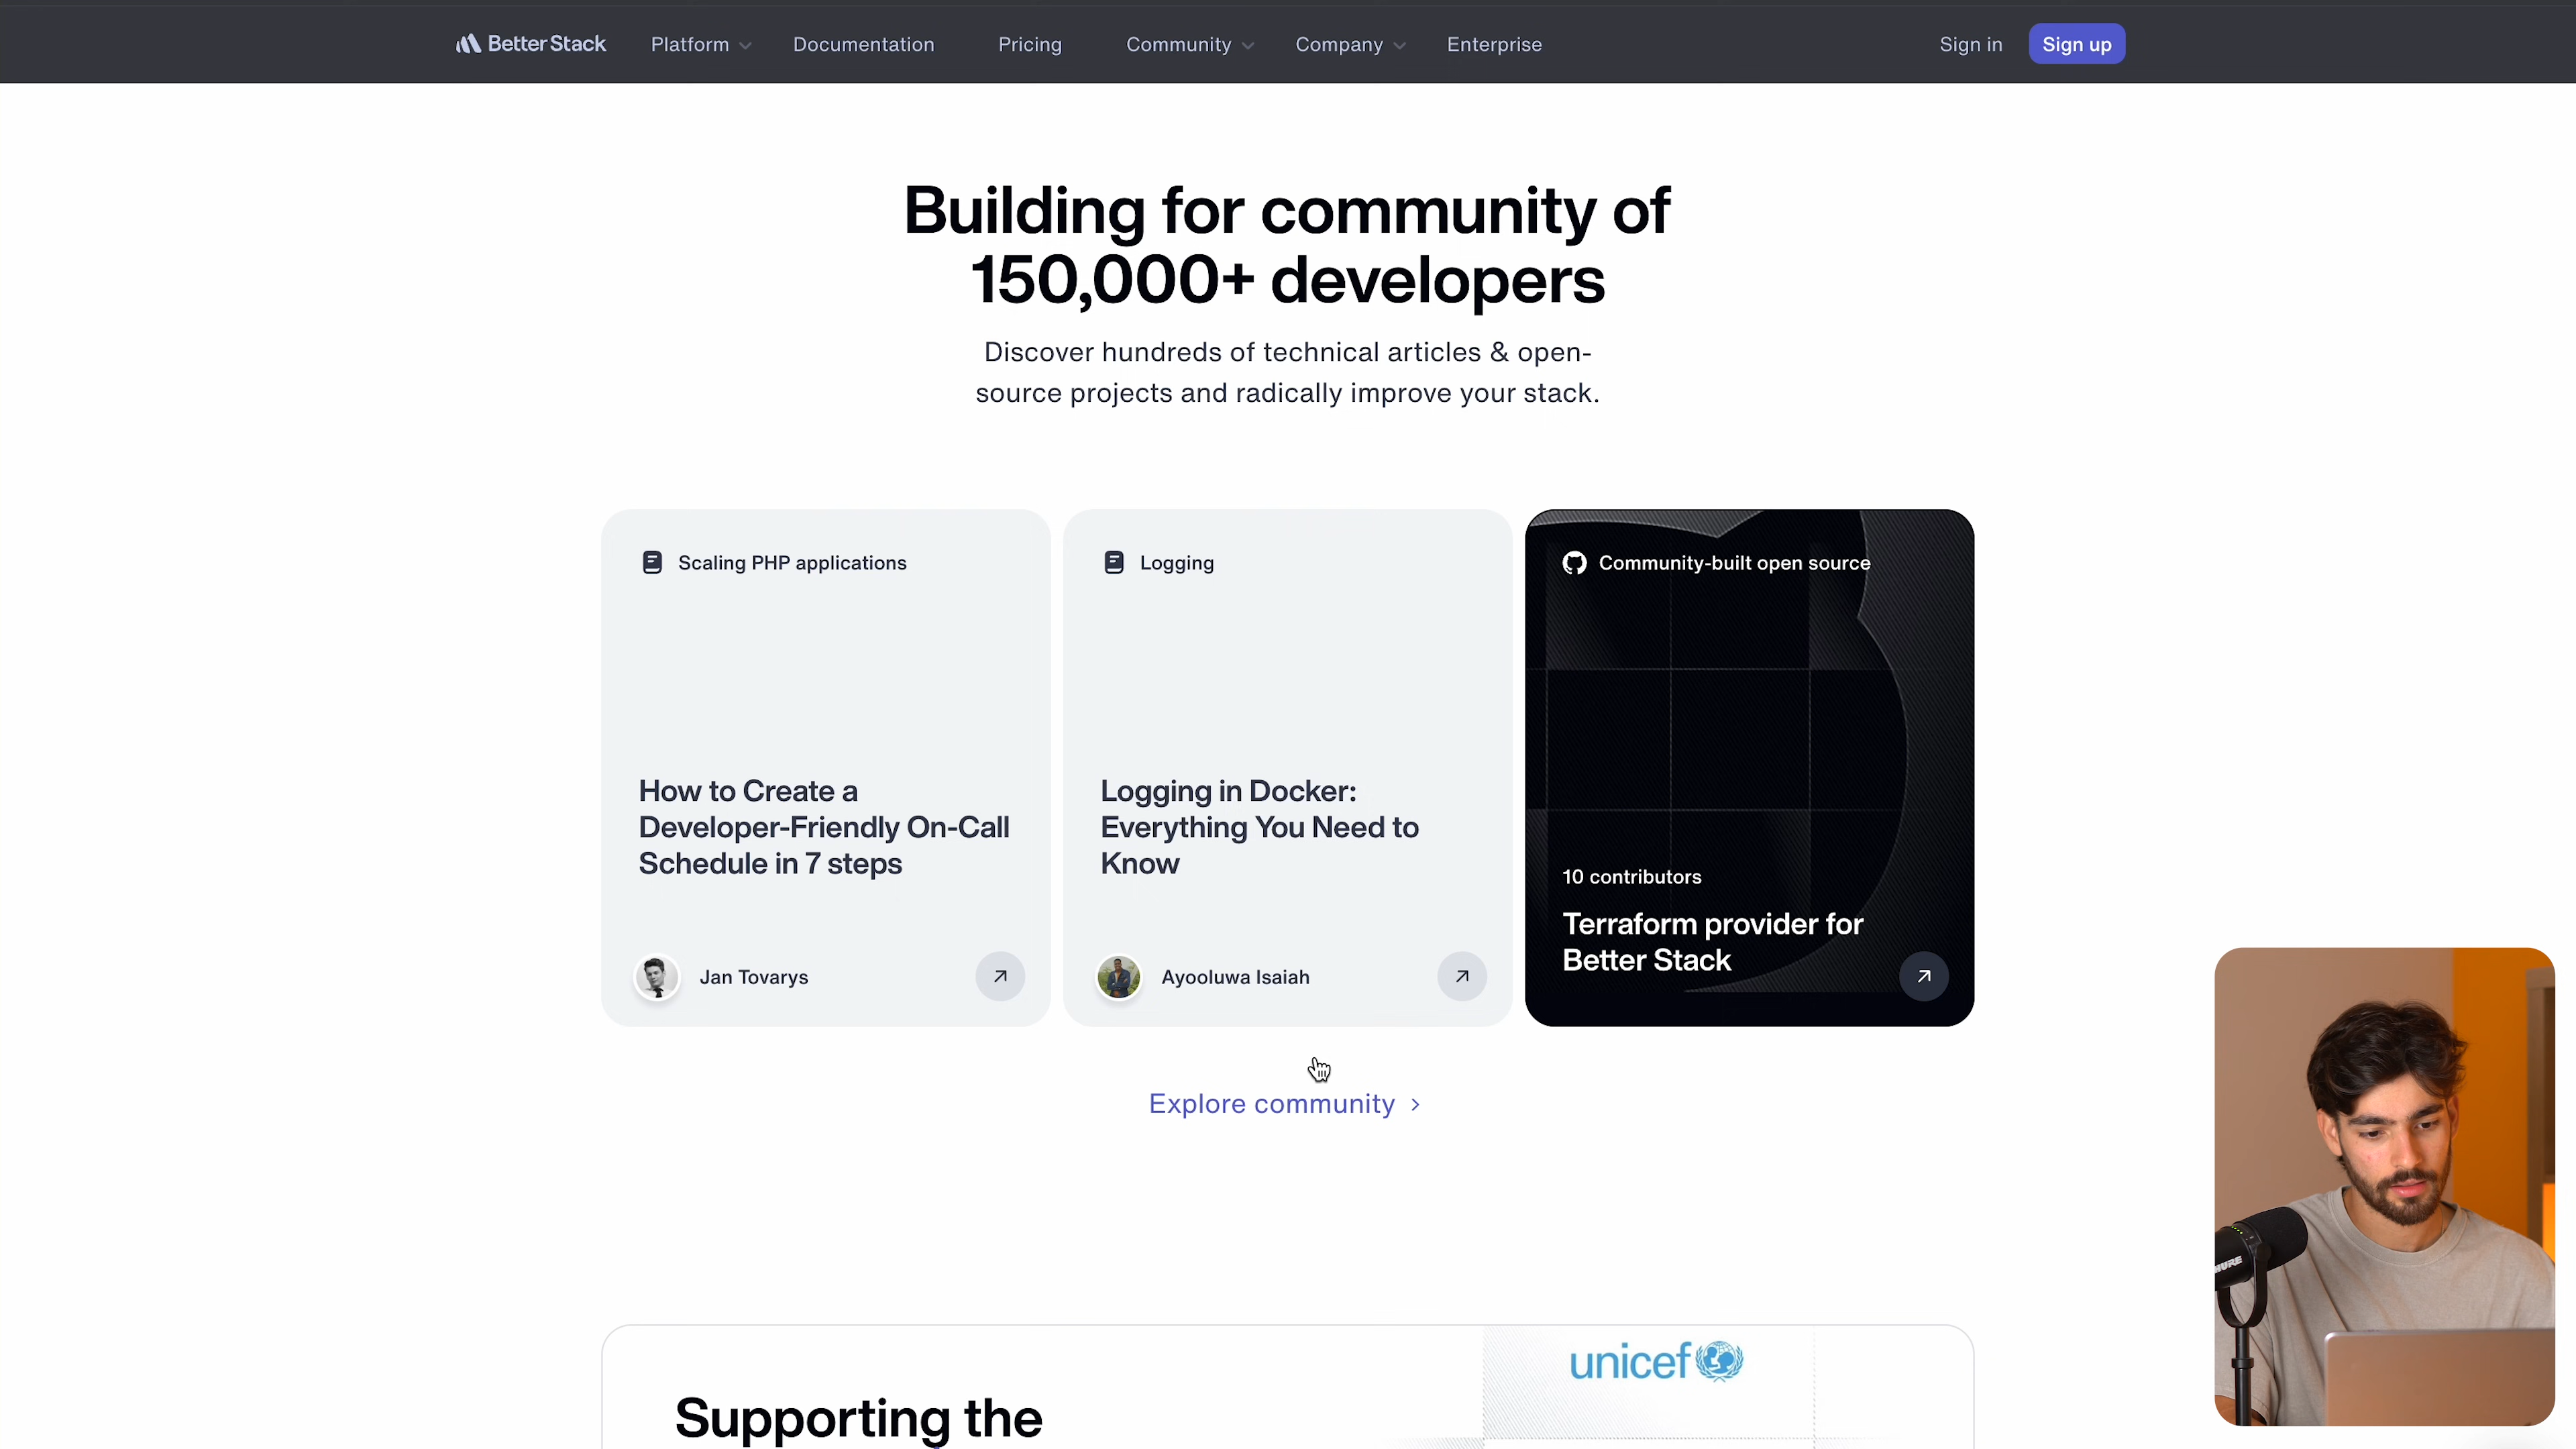 Better Stack
Platform
Documentation
Pricing
Community
Company
Enterprise
Sign in
Sign up
Building for community of
150,000+ developers
Discover hundreds of technical articles & open-
source projects and radically improve your stack.
Scaling PHP applications
How to Create a
Developer-Friendly On-Call
Schedule in 7 steps
Jan Tovarys
Logging
Logging in Docker:
Everything You Need to
Know
Ayooluwa Isaiah
Community-built open source
10 contributors
Terraform provider for
Better Stack
Explore community
unicef
Supporting the